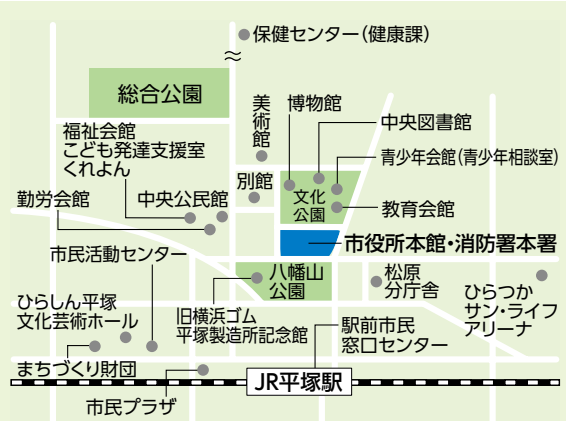 保健センター(健康課)
総合公園
美術館
博物館
中央図書館
福祉会館
こども発達支援室
くれよん
青少年会館(青少年相談室)
別館
文化
公園
勤労会館
中央公民館
教育会館
市役所本館・消防署本署
市民活動センター
八幡山
公園
松原
分庁舎
ひらつか
サン・ライフ
アリーナ
ひらしん平塚
文化芸術ホール
旧横浜ゴム
平塚製造所記念館
駅前市民
窓口センター
まちづくり財団
JR平塚駅
市民プラザ